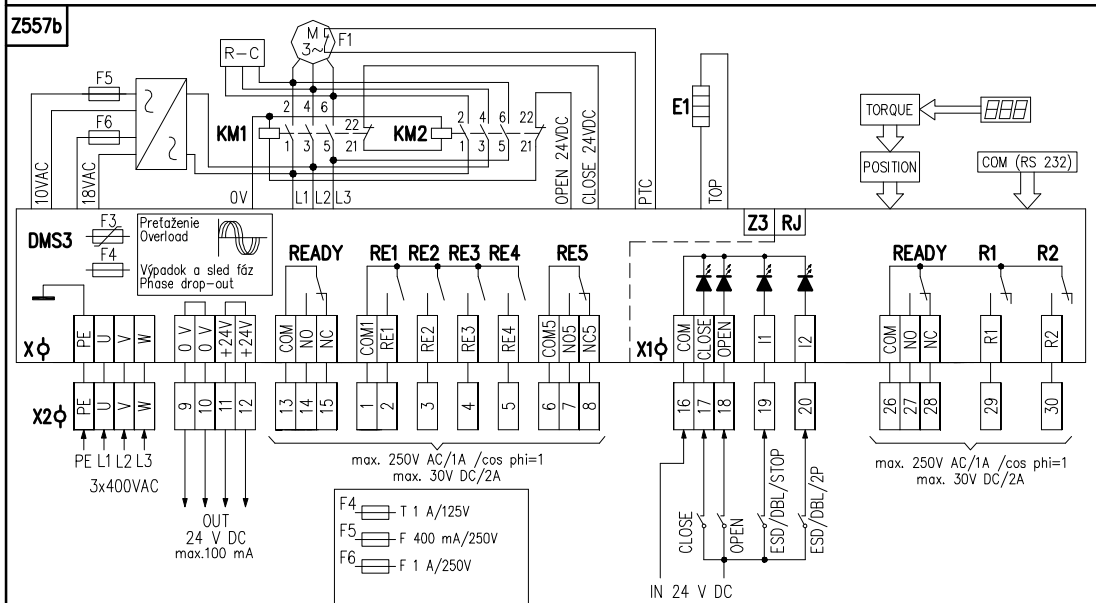 Z557b
M
3~
F1
R-C
F5
F6
2 4 6
22
KM1
1 3 5
21
KM2
2 4 6
22
1 3 5
21
E1
TORQUE
POSITION
COM (RS 232)
10VAC
18VAC
0V
L1 L2 L3
OPEN 24VDC
CLOSE 24VDC
PTC
TOP
DMS3
F3
F4
Preťaženie
Overload
Výpadok a sled fáz
Phase drop-out
READY
RE1 RE2 RE3 RE4
RE5
Z3 RJ
READY
R1
R2
X
PE U V W
0 V 0 V +24V +24V
COM NO NC
COM1 RE1 RE2 RE3 RE4
COM5 NO5 NC5
X1
COM CLOSE OPEN I1 I2
COM NO NC R1 R2
X2
PE U V W
9 10 11 12
13 14 15
1 2 3 4 5
6 7 8
16 17 18 19 20
26 27 28 29 30
PE L1 L2 L3
3x400VAC
max. 250V AC/1A /cos phi=1
max. 30V DC/2A
max. 250V AC/1A /cos phi=1
max. 30V DC/2A
OUT
24 V DC
max.100 mA
F4 T 1 A/125V
F5 F 400 mA/250V
F6 F 1 A/250V
CLOSE
OPEN
ESD/DBL/STOP
ESD/DBL/2P
IN 24 V DC